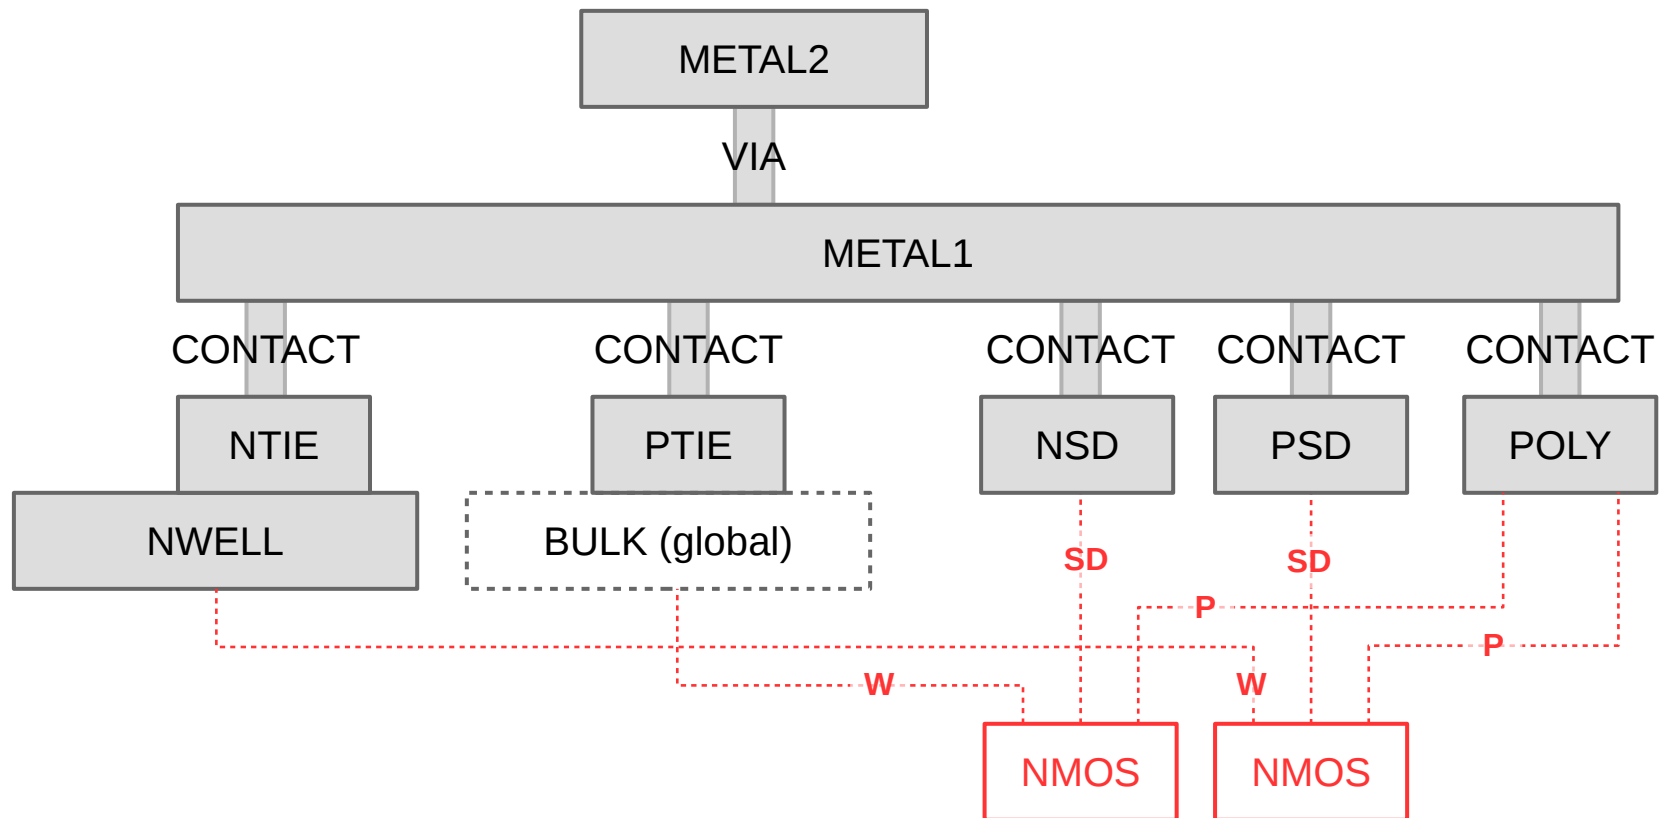 METAL2
VIA
METAL1
CONTACT CONTACT CONTACT CONTACT CONTACT
NTIE PTIE NSD PSD POLY
NWELL BULK (global)
SD SD
P
P
W W
NMOS NMOS